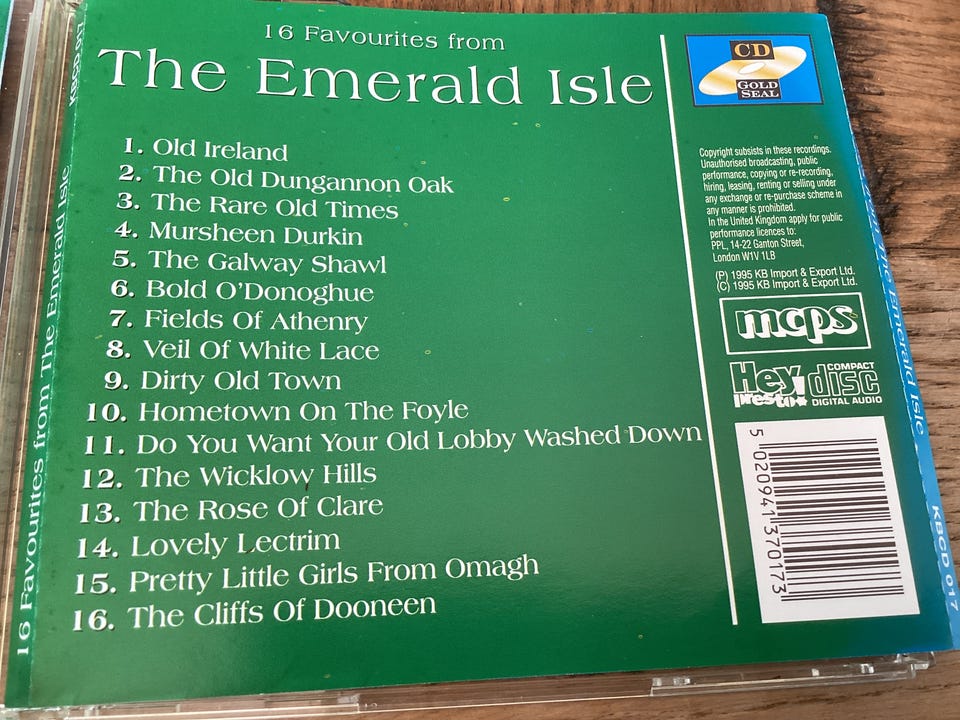 16 Favourites from
The Emerald Isle
1. Old Ireland
2. The Old Dungannon Oak
3. The Rare Old Times
4. Mursheen Durkin
5. The Galway Shawl
6. Bold O'Donoghue
7. Fields Of Athenry
8. Veil Of White Lace
9. Dirty Old Town
10. Hometown On The Foyle
11. Do You Want Your Old Lobby Washed Down
12. The Wicklow Hills
13. The Rose Of Clare
14. Lovely Lectrim
15. Pretty Little Girls From Omagh
16. The Cliffs Of Dooneen
CD
GOLD
SEAL
Copyright subsists in these recordings.
Unauthorised broadcasting, public
performance, copying or re-recording,
hiring, leasing, renting or selling under
any exchange or re-purchase scheme in
any manner is prohibited.
In the United Kingdom apply for public
performance licences to:
PPL, 14-22 Ganton Street,
London W1V 1LB
(P) 1995 KB Import & Export Ltd.
(C) 1995 KB Import & Export Ltd.
mcps
Hey
presto!
COMPACT
disc
DIGITAL AUDIO
5 020941 370173
16 Favourites from The Emerald Isle
KBCD 017
The Emerald Isle
KBCD 017